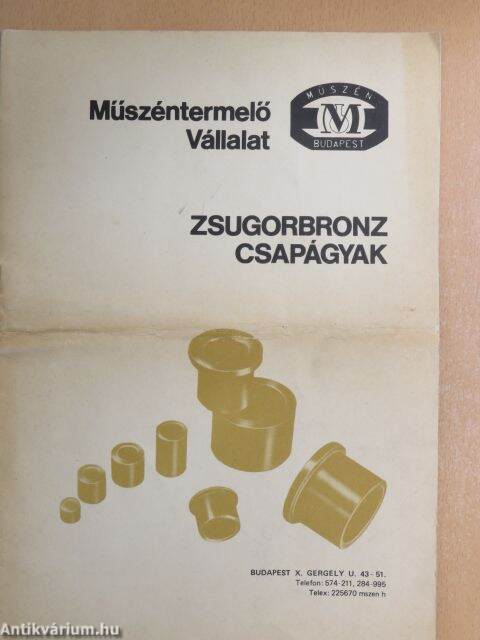 Műszéntermelő
Vállalat
MŰSZÉN
M
BUDAPEST
ZSUGORBRONZ
CSAPÁGYAK
BUDAPEST X. GERGELY U. 43-51.
Telefon: 574-211, 284-995
Telex: 225670 mszen h
Antikvárium.hu